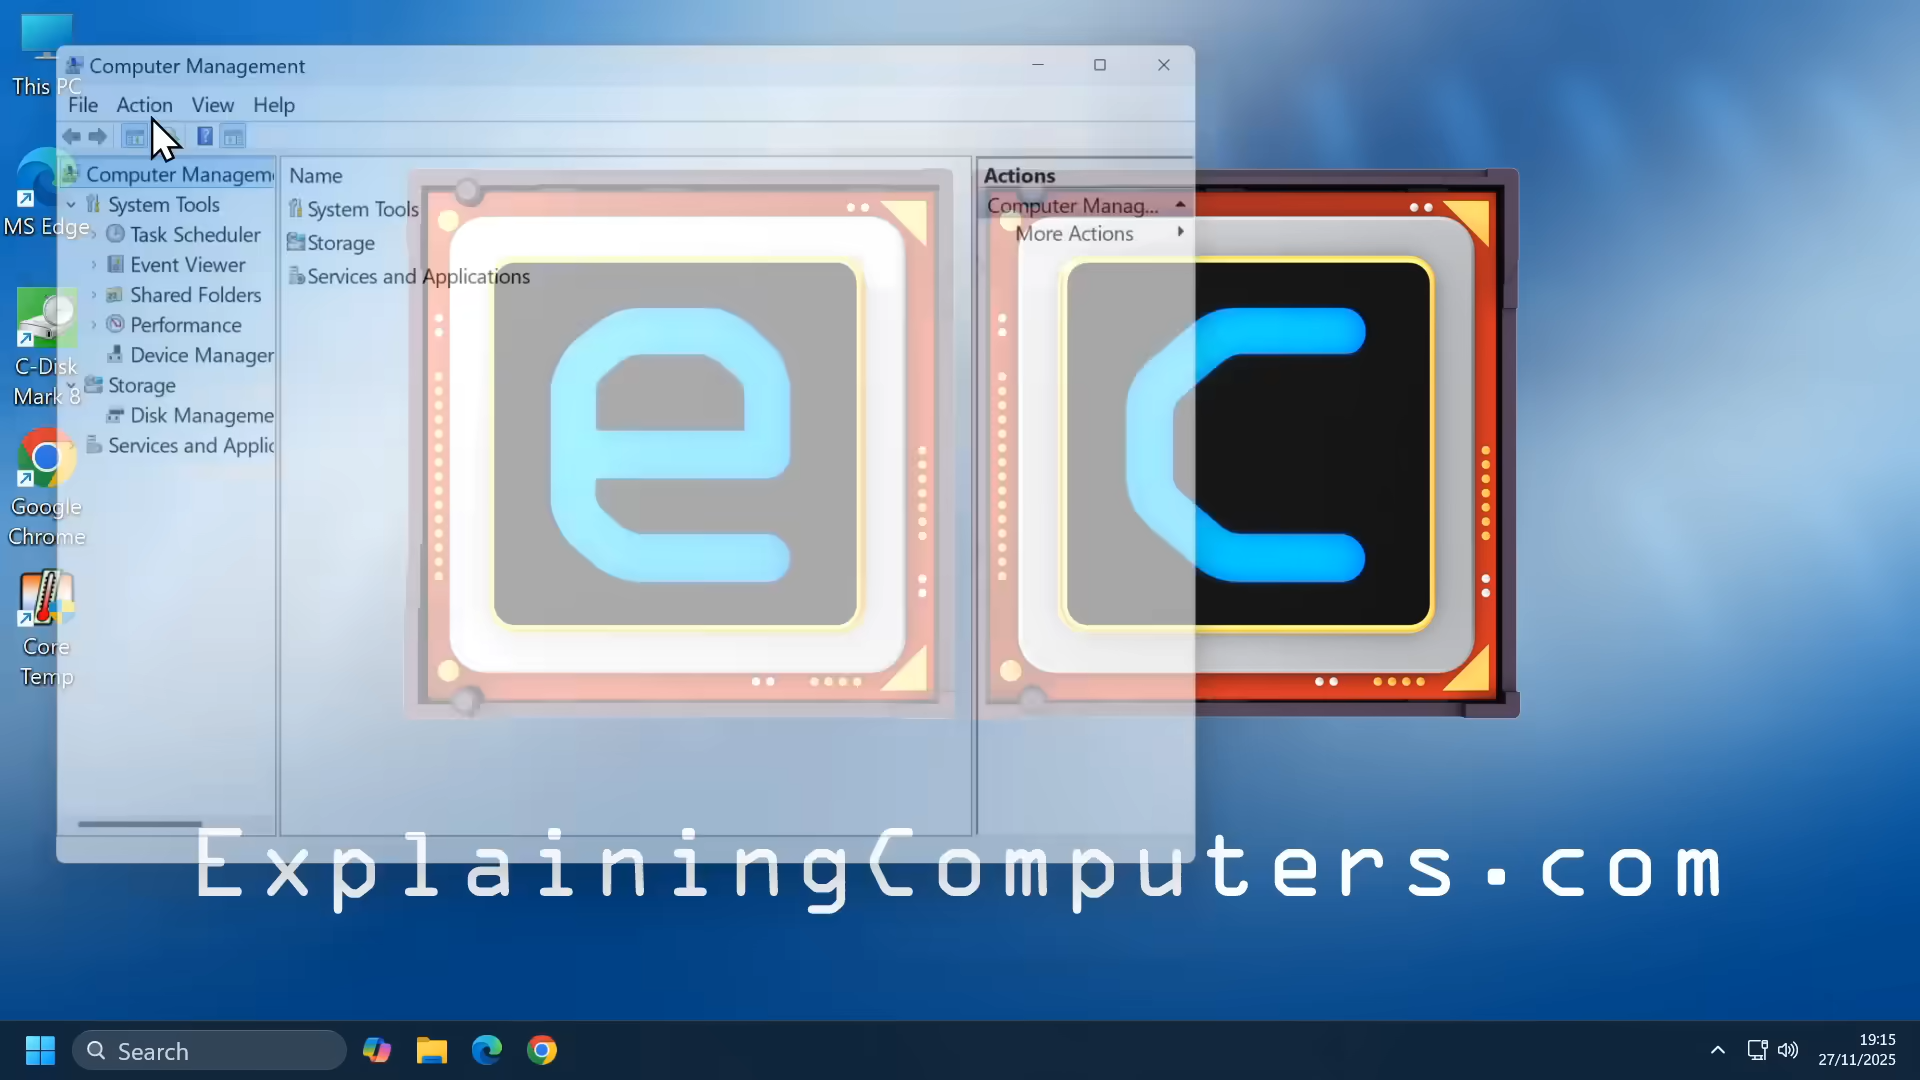 This PC
MS Edge
C-Disk
Mark 8
Google
Chrome
Core
Temp
Computer Management
File Action View Help
Computer Managem
System Tools
Task Scheduler
Event Viewer
Shared Folders
Performance
Device Manager
Storage
Disk Manageme
Services and Applic
Name
System Tools
Storage
Services and Applications
Actions
Computer Manag...
More Actions
e c
ExplainingComputers.com
Search
19:15
27/11/2025